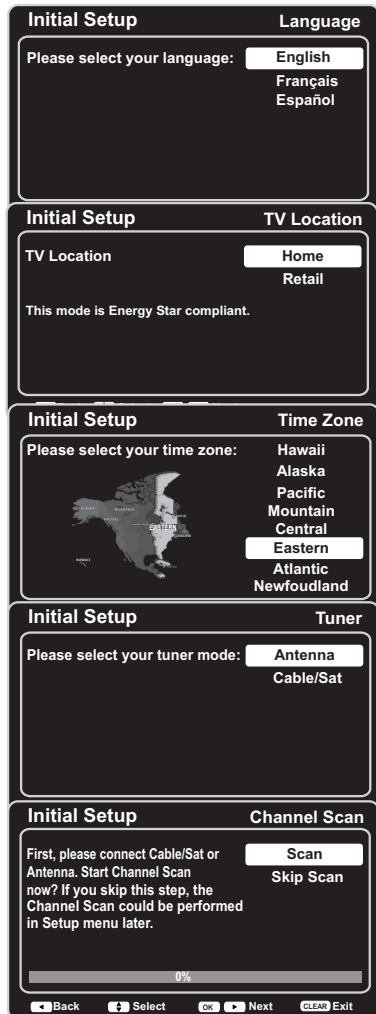 Initial Setup Language
Please select your language: English
Français
Español
Initial Setup TV Location
TV Location Home
Retail
This mode is Energy Star compliant.
Initial Setup Time Zone
Please select your time zone: Hawaii
Alaska
Pacific
Mountain
Central
Eastern
Atlantic
Newfoudland
ALASKA
MOUNTAIN
PACIFIC
EASTERN
HAWAII
Initial Setup Tuner
Please select your tuner mode: Antenna
Cable/Sat
Initial Setup Channel Scan
First, please connect Cable/Sat or Scan
Antenna. Start Channel Scan Skip Scan
now? If you skip this step, the
Channel Scan could be performed
in Setup menu later.
0%
Back Select OK Next CLEAR Exit